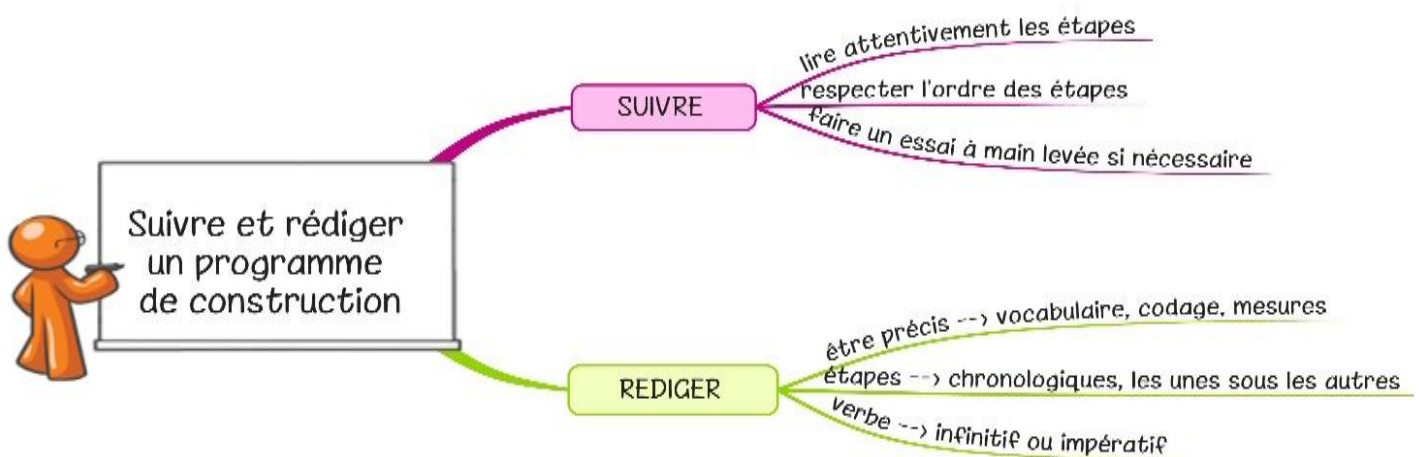 Suivre et rédiger
un programme
de construction
SUIVRE
lire attentivement les étapes
respecter l'ordre des étapes
faire un essai à main levée si nécessaire
REDIGER
être précis --> vocabulaire, codage, mesures
étapes --> chronologiques, les unes sous les autres
verbe --> infinitif ou impératif